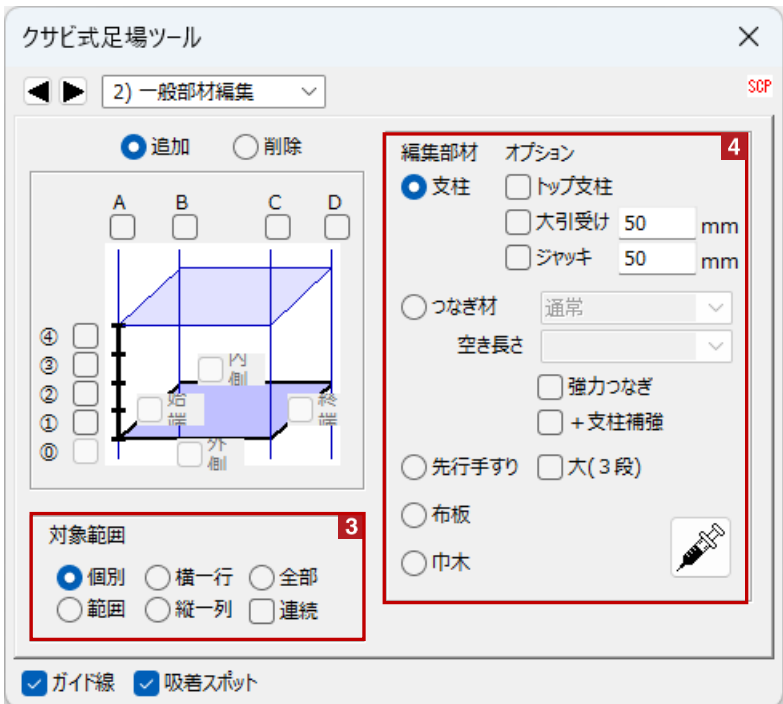 クサビ式足場ツール
2) 一般部材編集
SCP
追加 削除
A B C D
④
③
②
①
⓪
内側
始端
終端
外側
3
対象範囲
個別 横一行 全部
範囲 縦一列 連続
4
編集部材 オプション
支柱 トップ支柱
大引受け 50 mm
ジャッキ 50 mm
つなぎ材 通常
空き長さ
強力つなぎ
+支柱補強
先行手すり 大(3段)
布板
巾木
ガイド線 吸着スポット